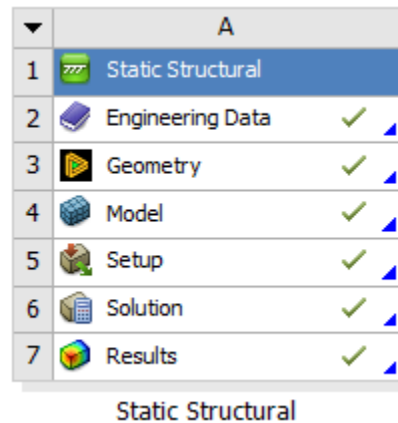 A
1 Static Structural
2 Engineering Data
3 Geometry
4 Model
5 Setup
6 Solution
7 Results
Static Structural